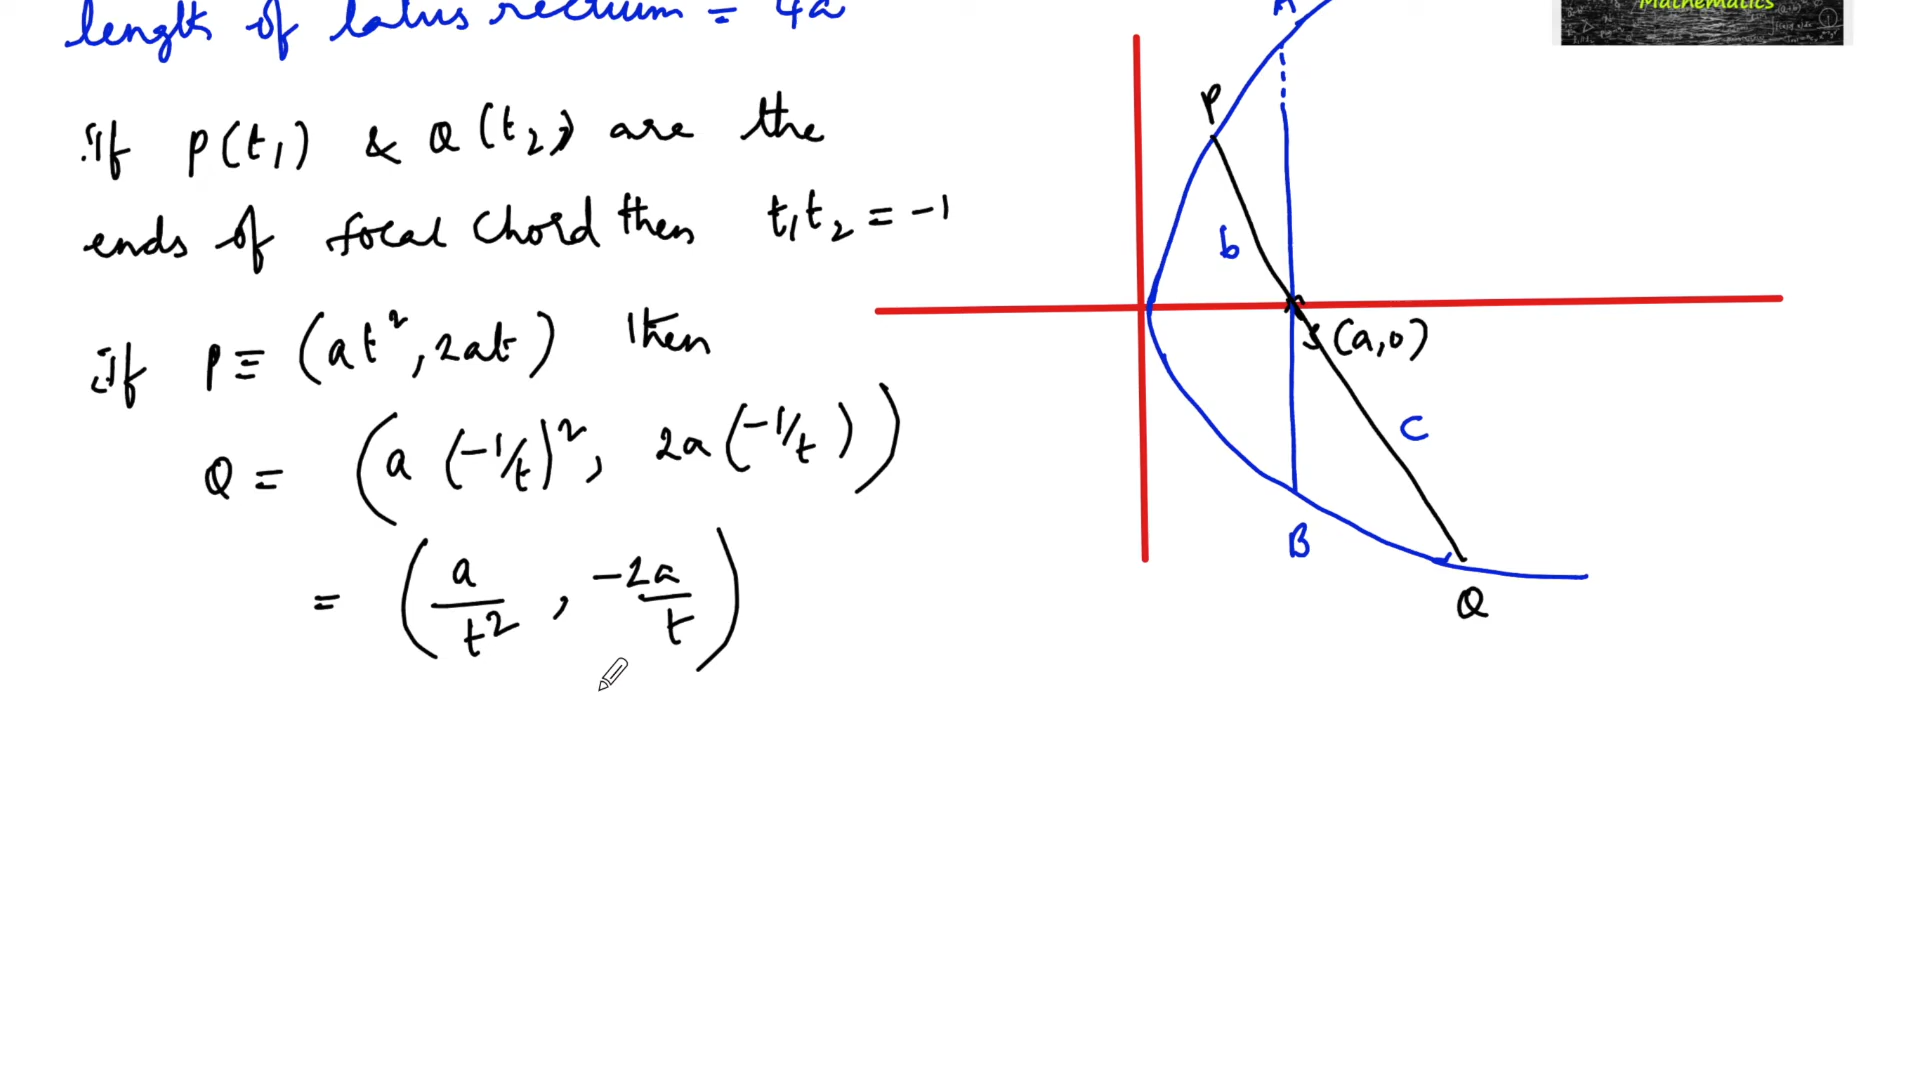 length of latus rectum = 4a
Mathematics
If P(t₁) & Q(t₂) are the
ends of focal chord then t₁t₂ = -1
If P ≡ (at², 2at) then
Q = (a(-1/t)², 2a(-1/t))
= (a/t², -2a/t)
A
P
b
S(a,0)
C
B
Q